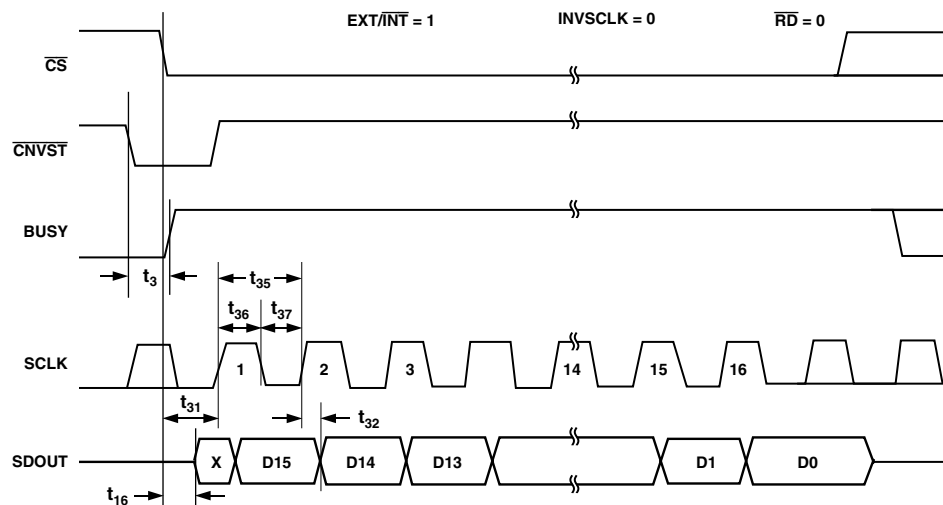 EXT/INT = 1 INVSCLK = 0 RD = 0
CS
CNVST
BUSY
t3
t35
t36 t37
SCLK 1 2 3 14 15 16
t31
t32
SDOUT X D15 D14 D13 D1 D0
t16